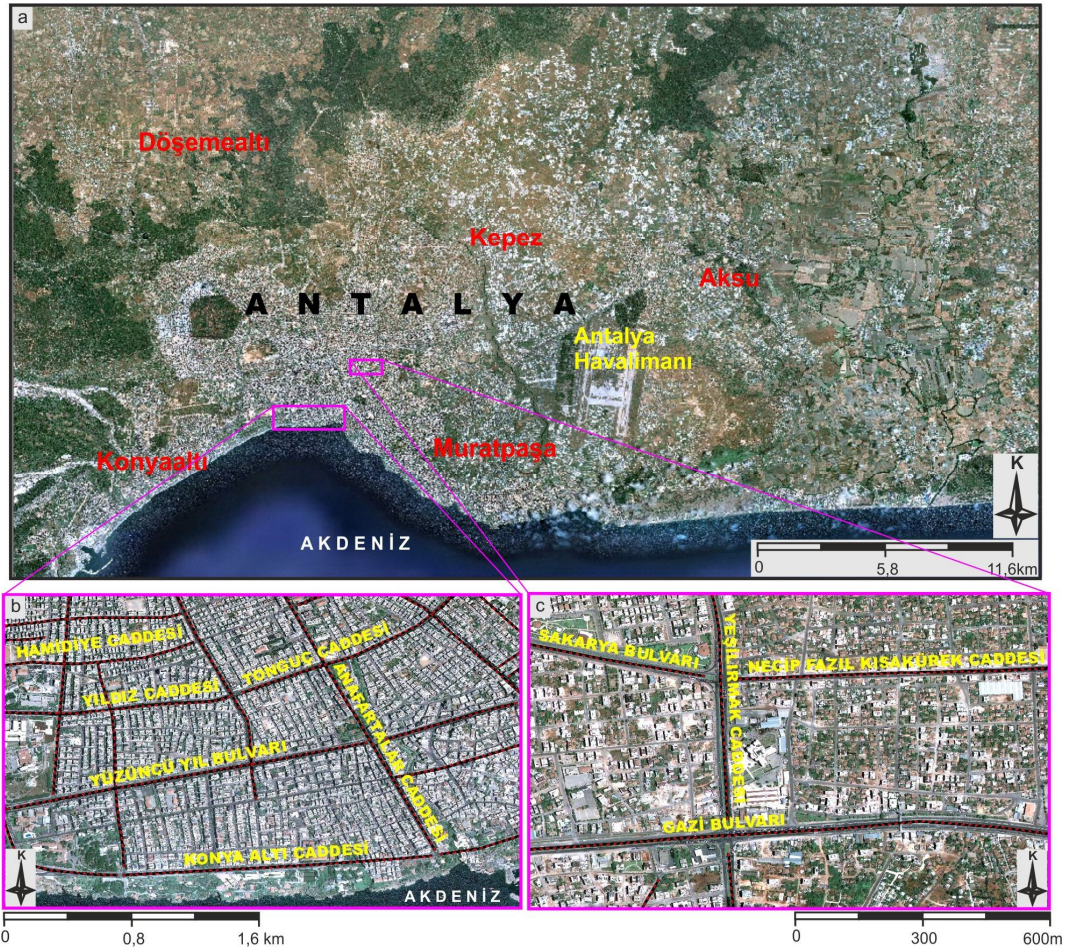 a
Döşemealtı
Kepez
Aksu
ANTALYA
Antalya
Havalimanı
Muratpaşa
Konyaaltı
K
AKDENİZ
0 5,8 11,6km
b
HAMİDİYE CADDESİ
TONGUÇ CADDESİ
YILDIZ CADDESİ
ANAFARTALAR CADDESİ
YÜZÜNCÜ YIL BULVARI
KONYA ALTI CADDESİ
K
AKDENİZ
0 0,8 1,6 km
c
SAKARYA BULVARI
YEŞİLIRMAK CADDESİ
NECİP FAZIL KISAKÜREK CADDESİ
GAZİ BULVARI
K
0 300 600m